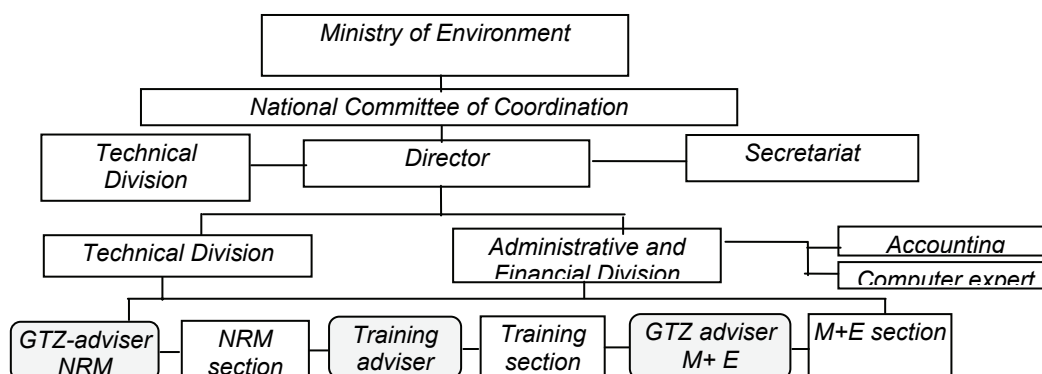 Ministry of Environment
National Committee of Coordination
Technical
Division
Director
Secretariat
Technical Division
Administrative and
Financial Division
Accounting
Computer expert
GTZ-adviser
NRM
NRM
section
Training
adviser
Training
section
GTZ adviser
M+ E
M+E section